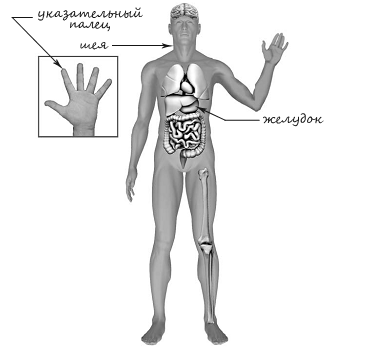 указательный
палец
шея
желудок